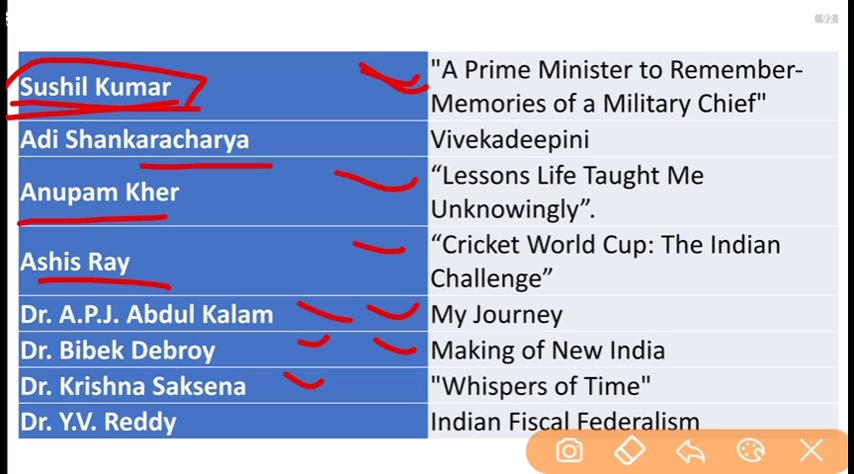 92
Sushil Kumar
"A Prime Minister to Remember-
Memories of a Military Chief"
Adi Shankaracharya
Vivekadeepini
Anupam Kher
“Lessons Life Taught Me
Unknowingly”.
Ashis Ray
“Cricket World Cup: The Indian
Challenge”
Dr. A.P.J. Abdul Kalam
My Journey
Dr. Bibek Debroy
Making of New India
Dr. Krishna Saksena
"Whispers of Time"
Dr. Y.V. Reddy
Indian Fiscal Federalism